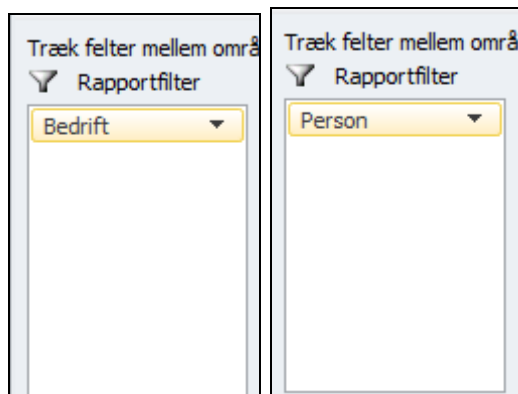 Træk felter mellem områ
Rapportfilter
Bedrift
Træk felter mellem områ
Rapportfilter
Person